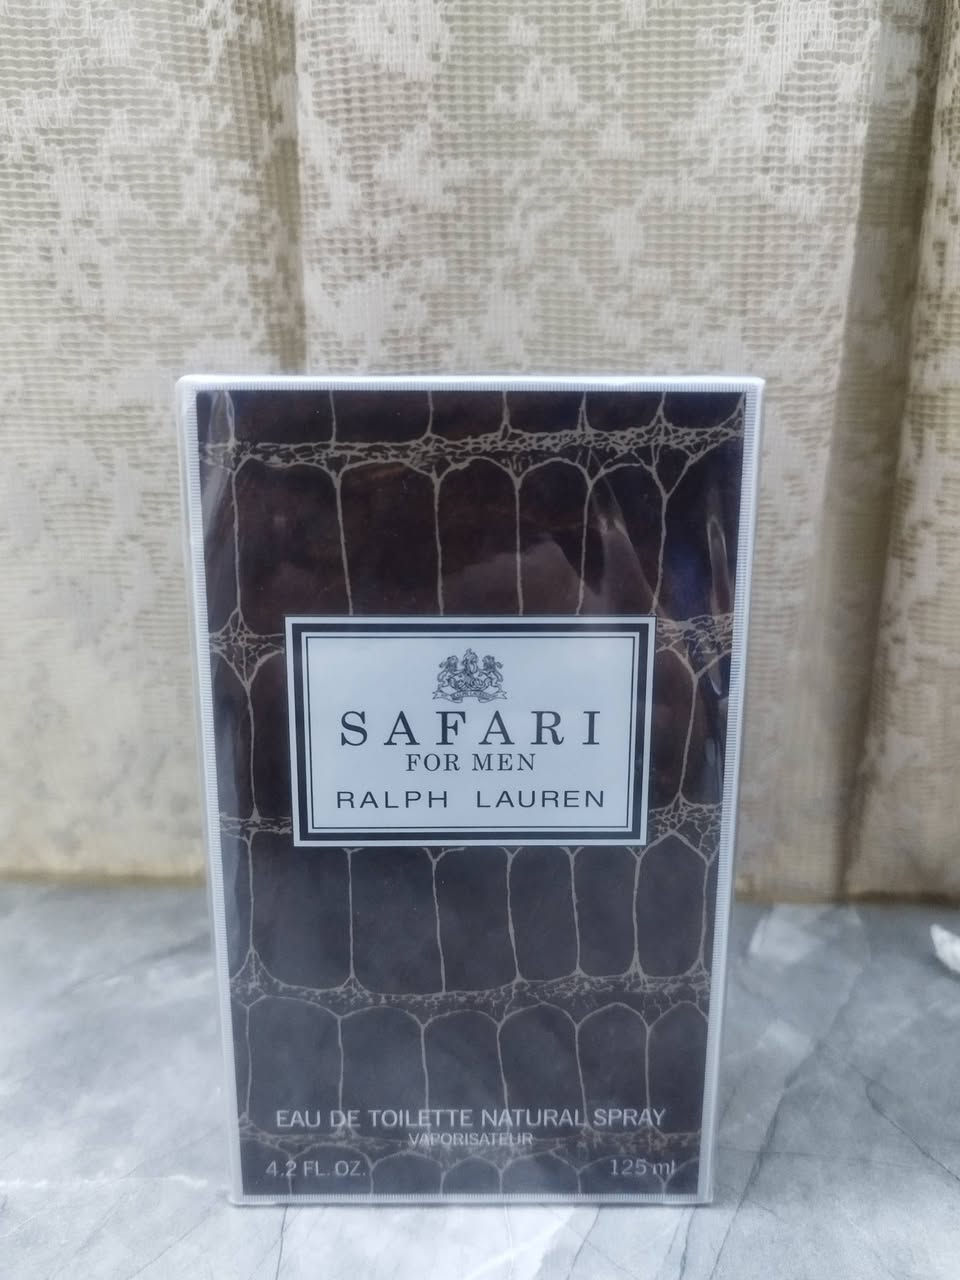 SAFARI
FOR MEN
RALPH LAUREN
EAU DE TOILETTE NATURAL SPRAY
VAPORISATEUR
4.2 FL. OZ. 125 ml